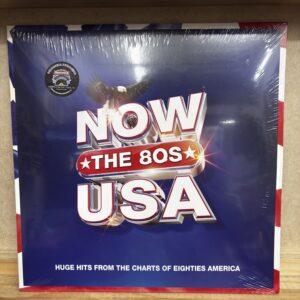 NOW
THE 80S
USA
HUGE HITS FROM THE CHARTS OF EIGHTIES AMERICA